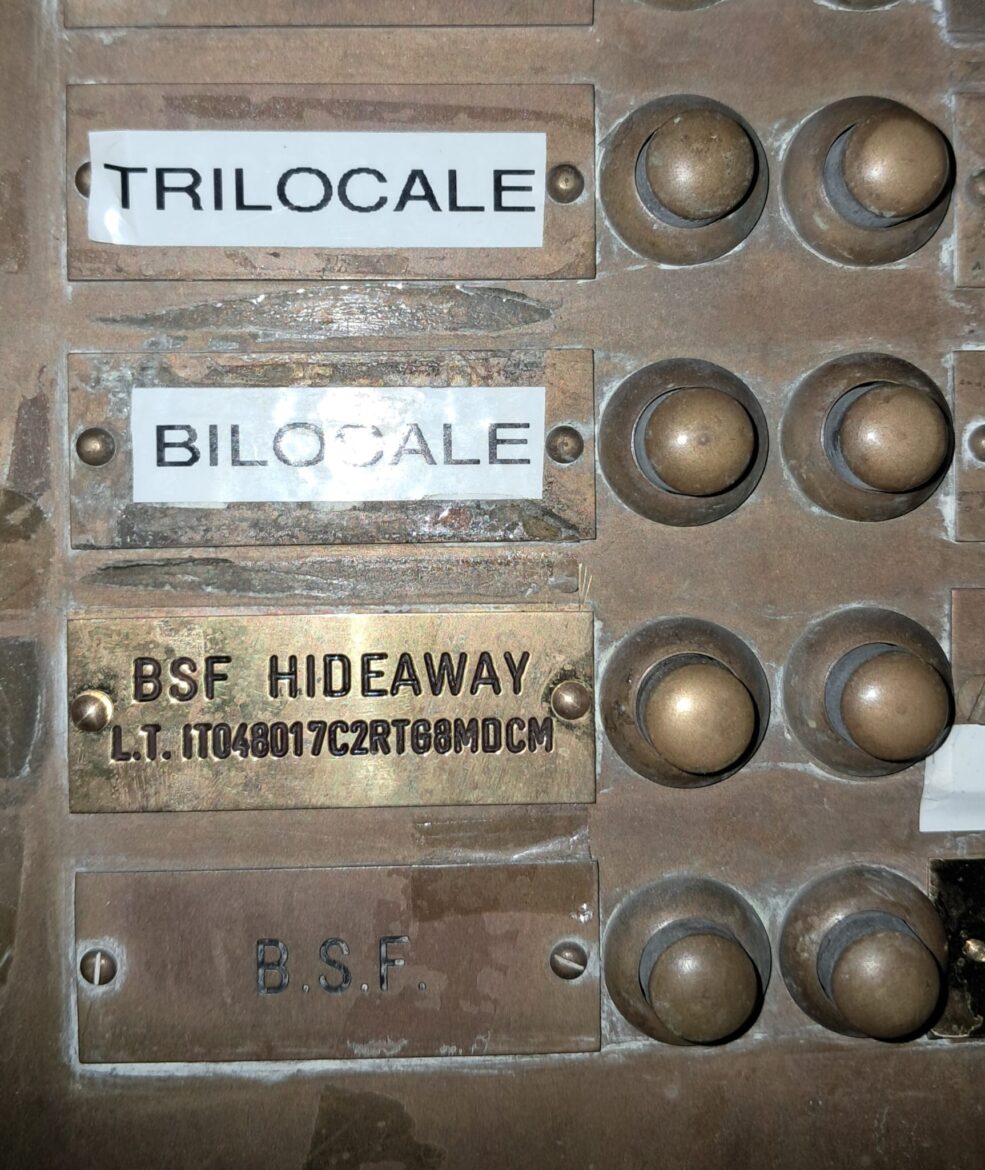 TRILOCALE
BILOCALE
BSF HIDEAWAY
L.T. IT048017C2RTG8MDCM
B.S.F.